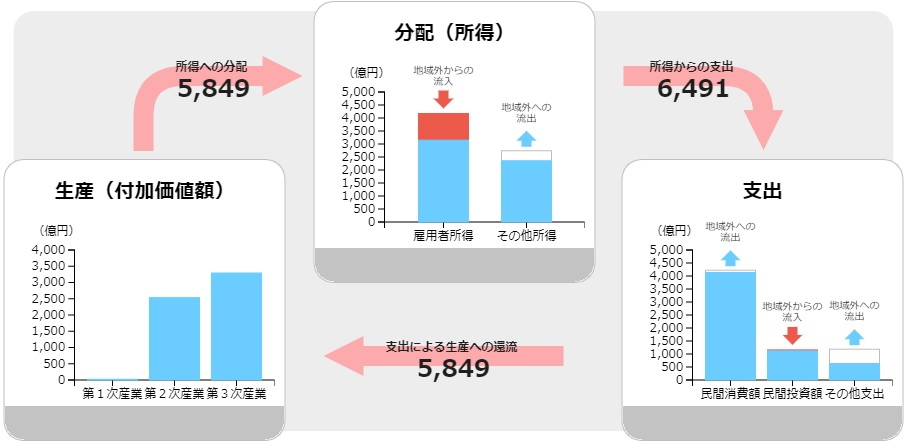 分配（所得）
（億円）
5,000
4,500
4,000
3,500
3,000
2,500
2,000
1,500
1,000
500
0
地域外からの
流入
地域外への
流出
雇用者所得
その他所得
所得への分配
5,849
所得からの支出
6,491
生産（付加価値額）
（億円）
4,000
3,500
3,000
2,500
2,000
1,500
1,000
500
0
第１次産業
第２次産業
第３次産業
支出
（億円）
5,000
4,500
4,000
3,500
3,000
2,500
2,000
1,500
1,000
500
0
地域外への
流出
地域外からの
流入
地域外への
流出
民間消費額
民間投資額
その他支出
支出による生産への還流
5,849